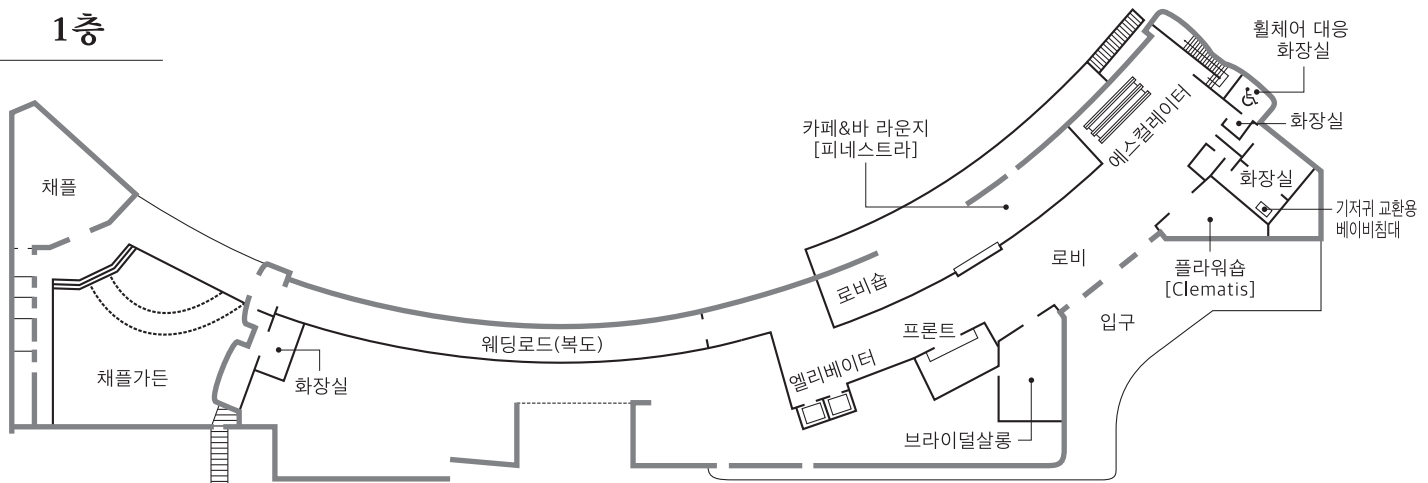 1층
휠체어 대응
화장실
화장실
카페&바 라운지
[피네스트라]
에스컬레이터
채플
화장실
기저귀 교환용
베이비침대
로비
플라워숍
[Clematis]
로비숍
입구
프론트
웨딩로드(복도)
엘리베이터
채플가든
화장실
브라이덜살롱